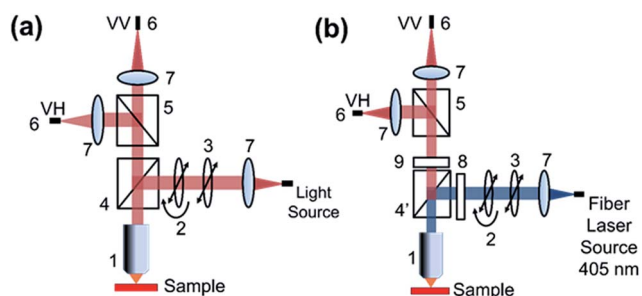 (a)
VV 6
7
VH
5
6
7
3
7
4
2
Light
Source
1
Sample
(b)
VV 6
7
VH
5
6
7
9
8
3
7
4'
2
Fiber
Laser
Source
405 nm
1
Sample